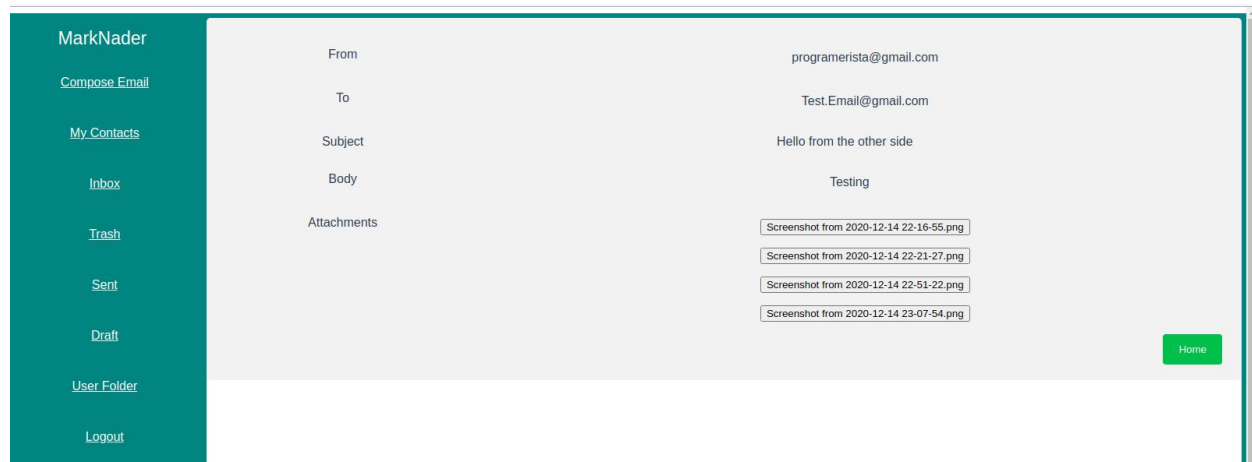 MarkNader
Compose Email
My Contacts
Inbox
Trash
Sent
Draft
User Folder
Logout
From programerista@gmail.com
To Test.Email@gmail.com
Subject Hello from the other side
Body Testing
Attachments Screenshot from 2020-12-14 22-16-55.png
Screenshot from 2020-12-14 22-21-27.png
Screenshot from 2020-12-14 22-51-22.png
Screenshot from 2020-12-14 23-07-54.png
Home